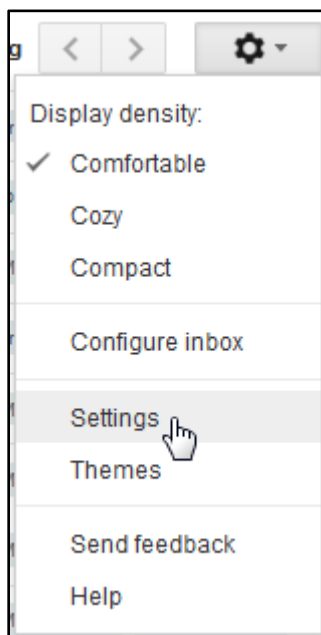 g
Display density:
Comfortable
Cozy
Compact
Configure inbox
Settings
Themes
Send feedback
Help